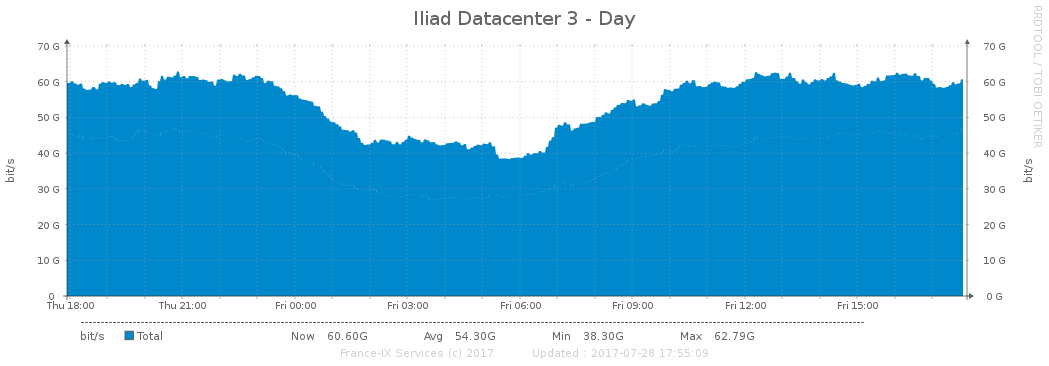 Iliad Datacenter 3 - Day
RRDTOOL / TOBI OETIKER
70 G 70 G
60 G 60 G
50 G 50 G
40 G 40 G
30 G 30 G
20 G 20 G
10 G 10 G
0 0 G
bit/s bit/s
Thu 18:00 Thu 21:00 Fri 00:00 Fri 03:00 Fri 06:00 Fri 09:00 Fri 12:00 Fri 15:00
bit/s Total Now 60.60G Avg 54.30G Min 38.30G Max 62.79G
France-IX Services (c) 2017 Updated : 2017-07-28 17:55:09